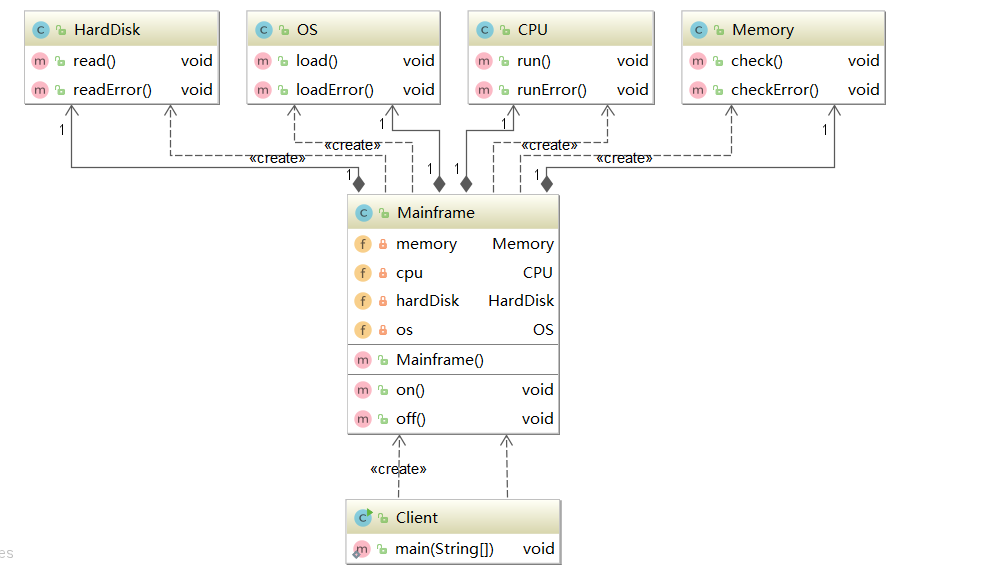 HardDisk
read() void
readError() void
OS
load() void
loadError() void
CPU
run() void
runError() void
Memory
check() void
checkError() void
1
1
1
1
«create»
«create»
«create»
«create»
1
1
1
1
Mainframe
memory Memory
cpu CPU
hardDisk HardDisk
os OS
Mainframe()
on() void
off() void
«create»
Client
main(String[]) void
es